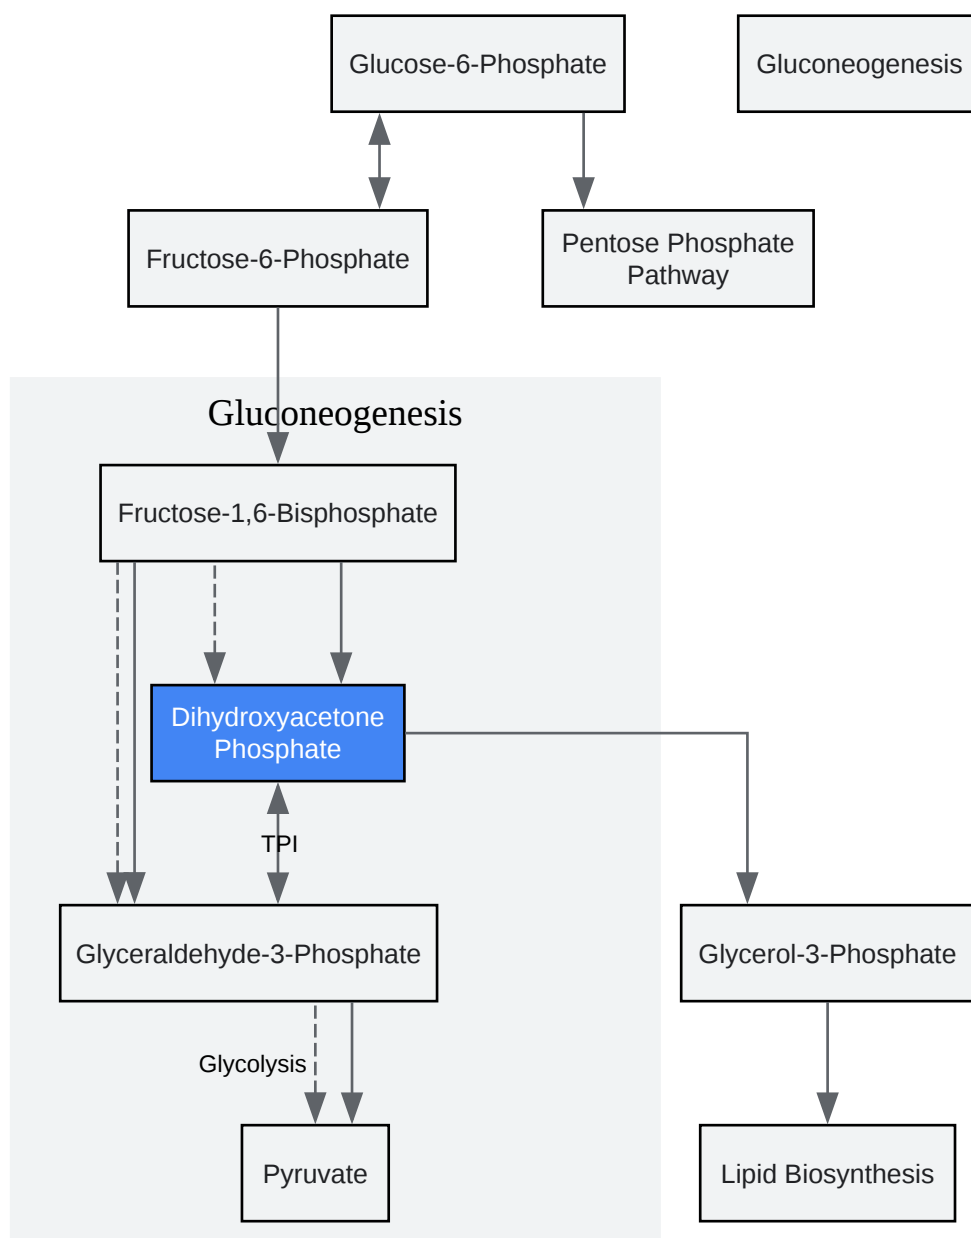 Glucose-6-Phosphate
Gluconeogenesis
Fructose-6-Phosphate
Pentose Phosphate
Pathway
Gluconeogenesis
Fructose-1,6-Bisphosphate
Dihydroxyacetone
Phosphate
TPI
Glyceraldehyde-3-Phosphate
Glycerol-3-Phosphate
Glycolysis
Pyruvate
Lipid Biosynthesis